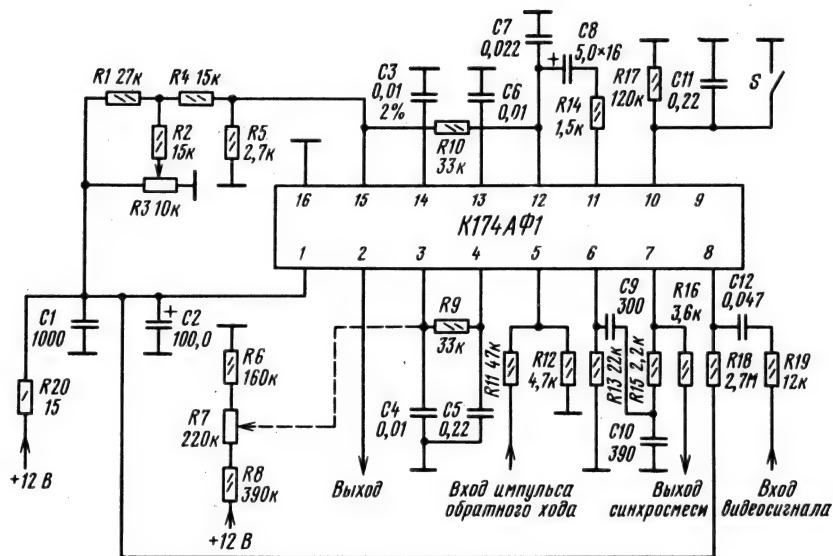 C7
0,022
C8
5,0×16
R1 27к
R4 15к
C3
0,01
2%
C6
0,01
R17
120к
C11
0,22
S
R14
1,5к
R2
15к
R5
2,7к
R10
33к
R3 10к
16
15
14
13
12
11
10
9
К174АФ1
1
2
3
4
5
6
7
8
C1
1000
C2
100,0
R9
33к
C9
300
R16
3,6к
C12
0,047
R6
160к
R11 47к
R12
4,7к
R13 22к
R15 2,2к
R18
2,7М
R19
12к
R20
15
R7
220к
C4
0,01
C5
0,22
C10
390
R8
390к
+12 В
+12 В
Выход
Вход импульса
обратного хода
Выход
синхросмеси
Вход
видеосигнала